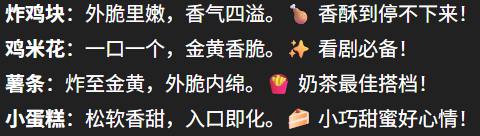 炸鸡块：外脆里嫩，香气四溢。🍗 香酥到停不下来！
鸡米花：一口一个，金黄香脆。✨ 看剧必备！
薯条：炸至金黄，外脆内绵。🍟 奶茶最佳搭档！
小蛋糕：松软香甜，入口即化。🍰 小巧甜蜜好心情！